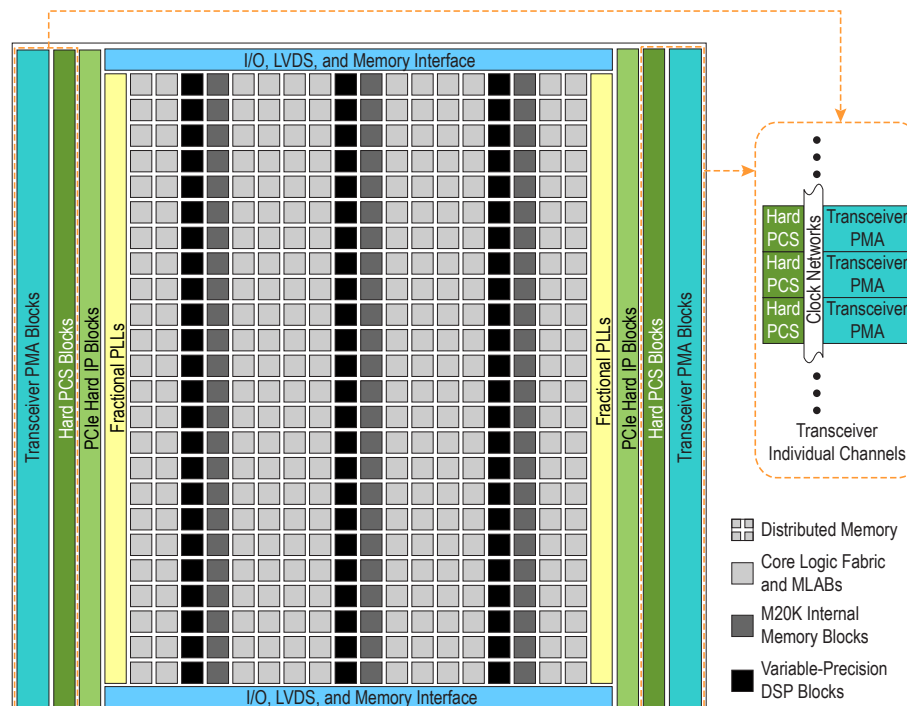 I/O, LVDS, and Memory Interface
Transceiver PMA Blocks
Hard PCS Blocks
PCIe Hard IP Blocks
Fractional PLLs
Fractional PLLs
PCIe Hard IP Blocks
Hard PCS Blocks
Transceiver PMA Blocks
I/O, LVDS, and Memory Interface
Hard
PCS
Hard
PCS
Hard
PCS
Clock Networks
Transceiver
PMA
Transceiver
PMA
Transceiver
PMA
Transceiver
Individual Channels
Distributed Memory
Core Logic Fabric
and MLABs
M20K Internal
Memory Blocks
Variable-Precision
DSP Blocks